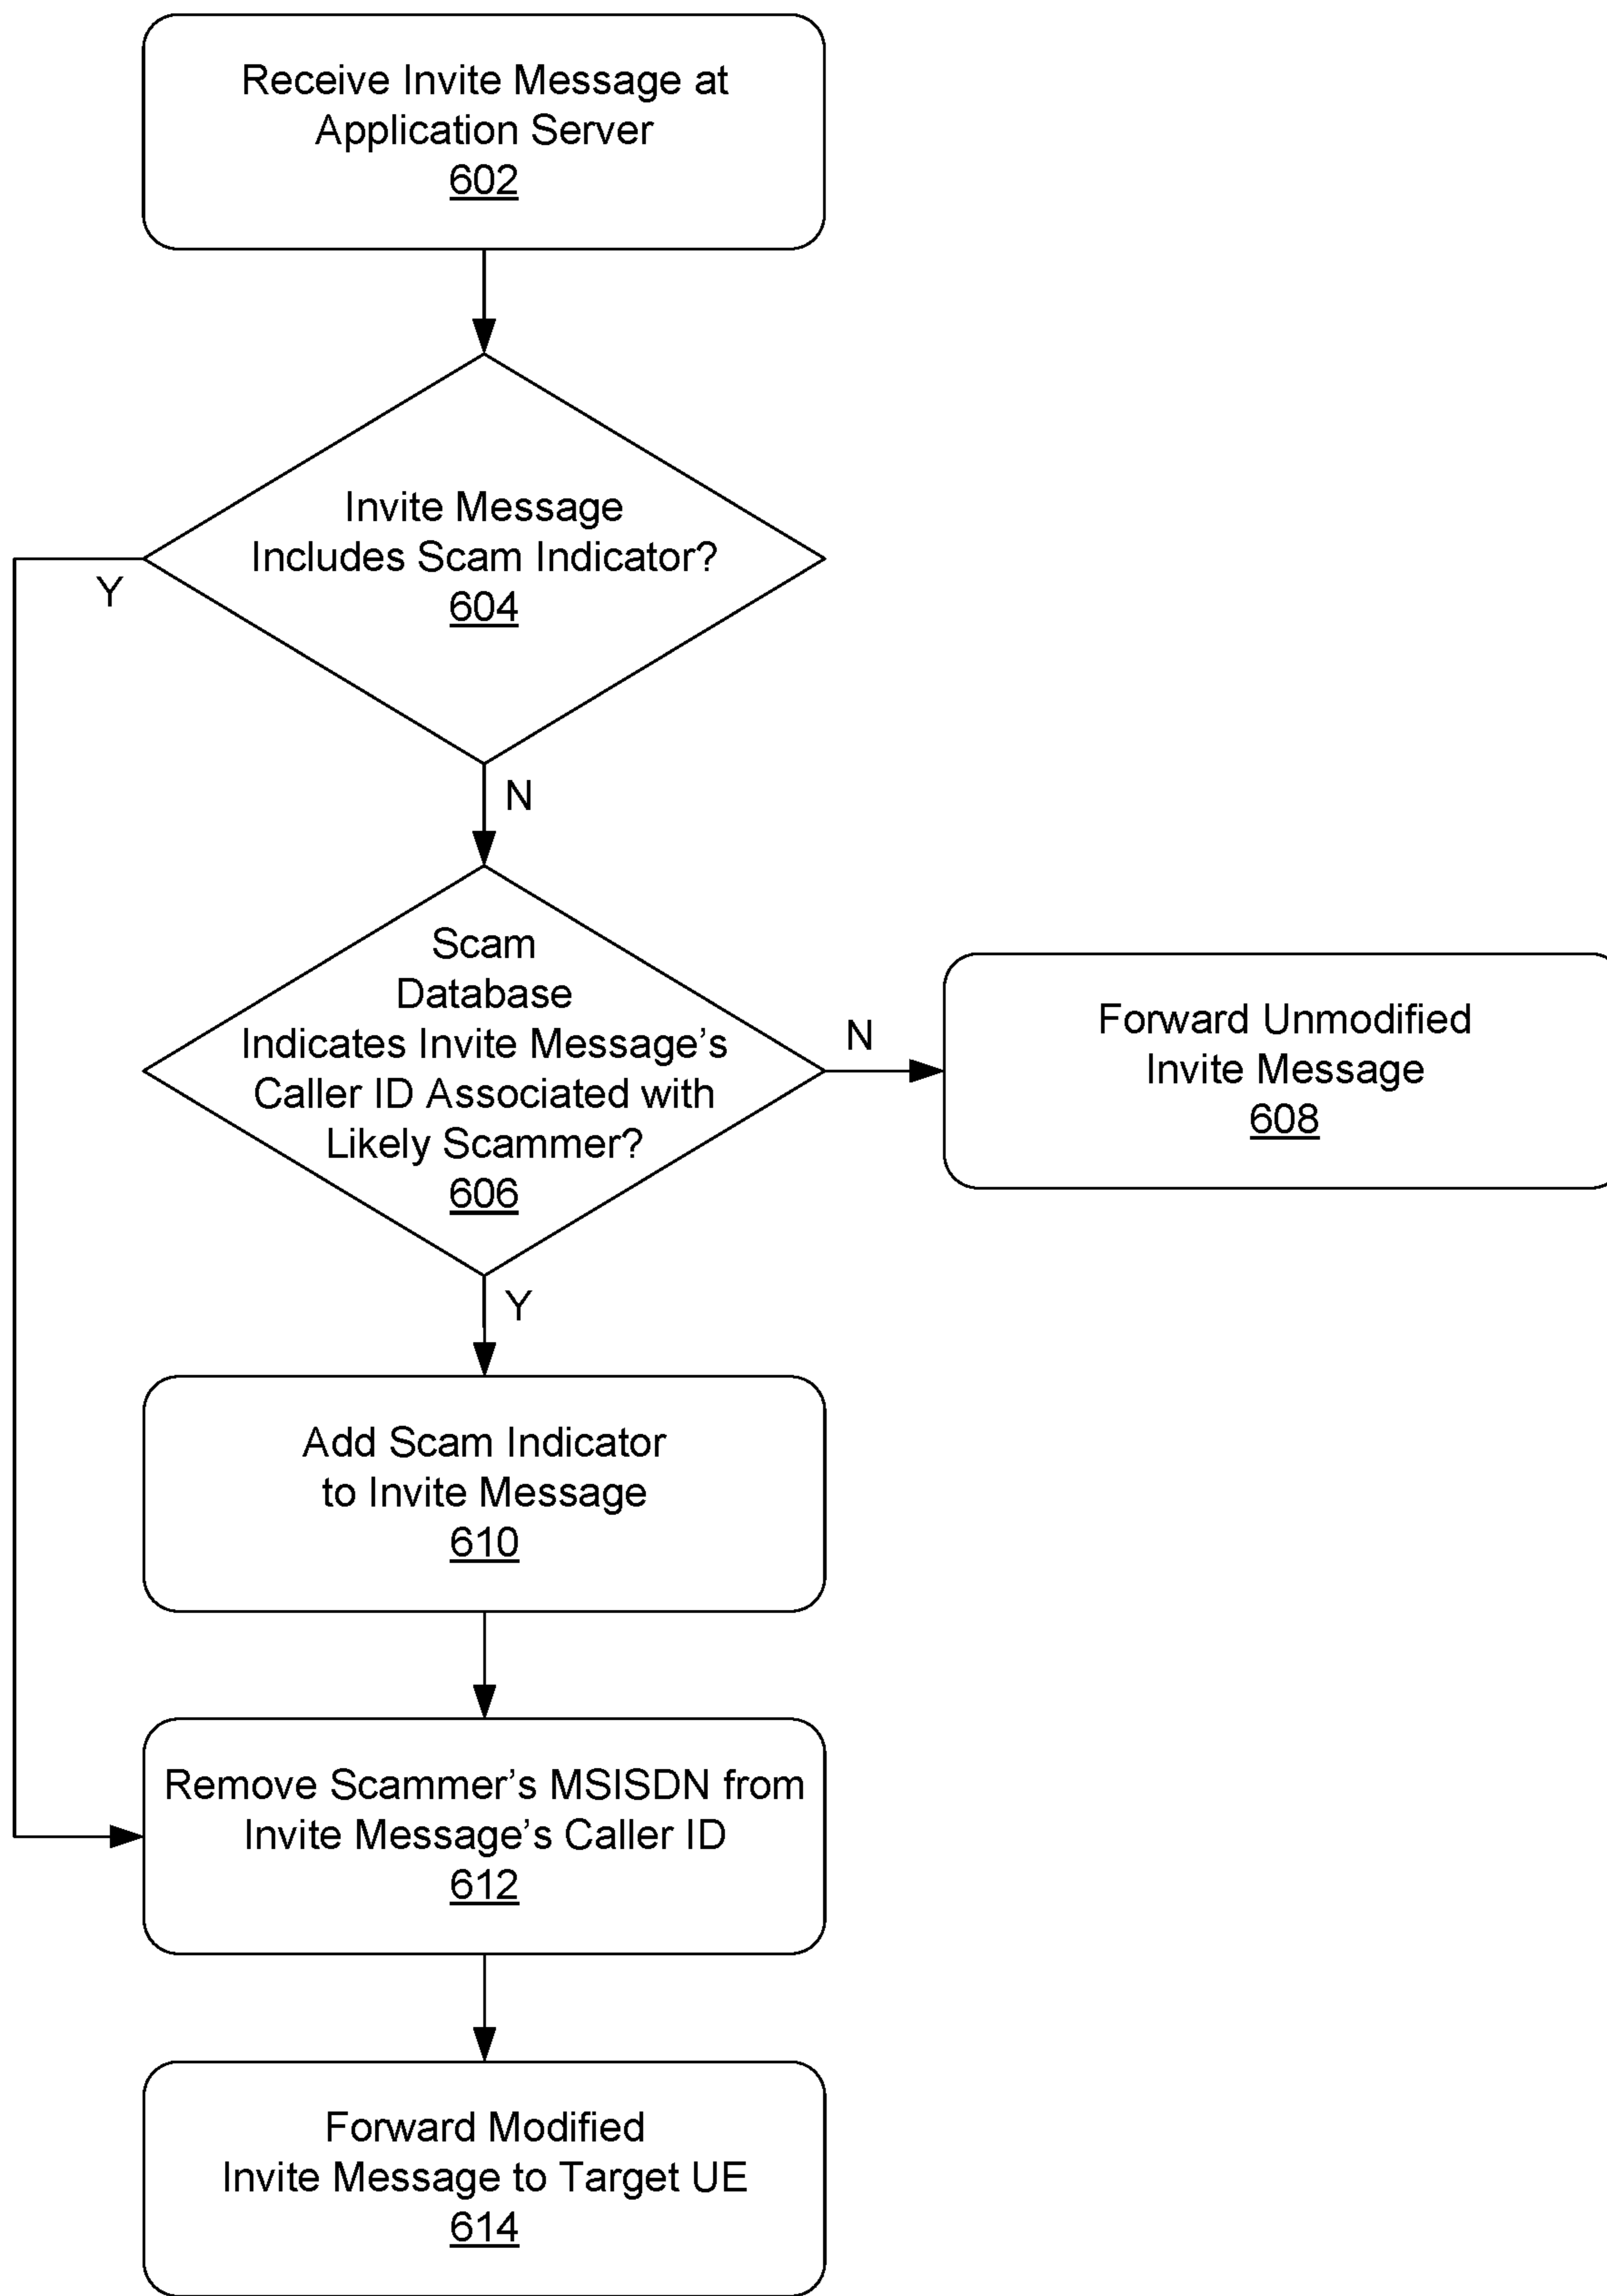 Receive Invite Message at
Application Server
602
Invite Message
Includes Scam Indicator?
604
Y
N
Scam
Database
Indicates Invite Message's
Caller ID Associated with
Likely Scammer?
606
N
Forward Unmodified
Invite Message
608
Y
Add Scam Indicator
to Invite Message
610
Remove Scammer's MSISDN from
Invite Message's Caller ID
612
Forward Modified
Invite Message to Target UE
614